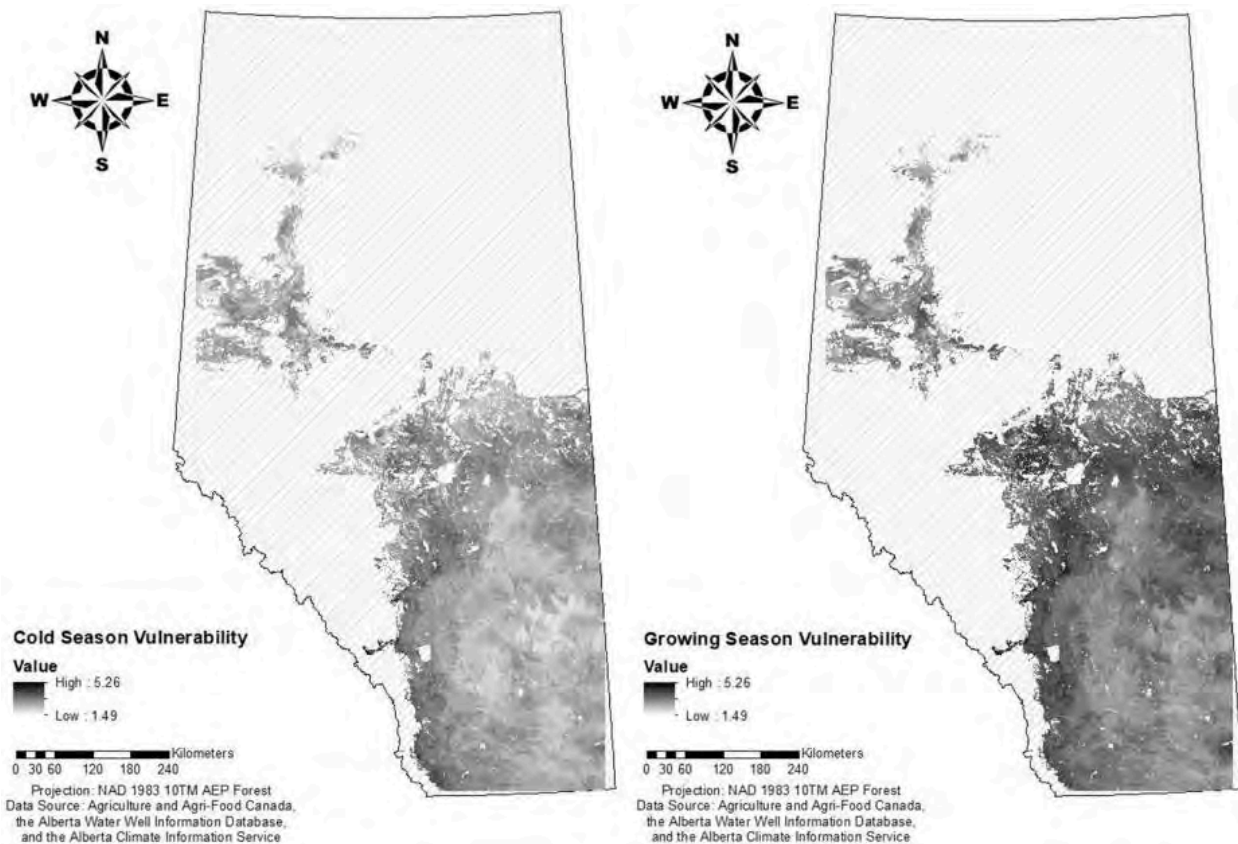 N
W E
S
Cold Season Vulnerability
Value
High : 5.26
Low : 1.49
Kilometers
0 30 60 120 180 240
Projection: NAD 1983 10TM AEP Forest
Data Source: Agriculture and Agri-Food Canada,
the Alberta Water Well Information Database,
and the Alberta Climate Information Service
N
W E
S
Growing Season Vulnerability
Value
High : 5.26
Low : 1.49
Kilometers
0 30 60 120 180 240
Projection: NAD 1983 10TM AEP Forest
Data Source: Agriculture and Agri-Food Canada,
the Alberta Water Well Information Database,
and the Alberta Climate Information Service